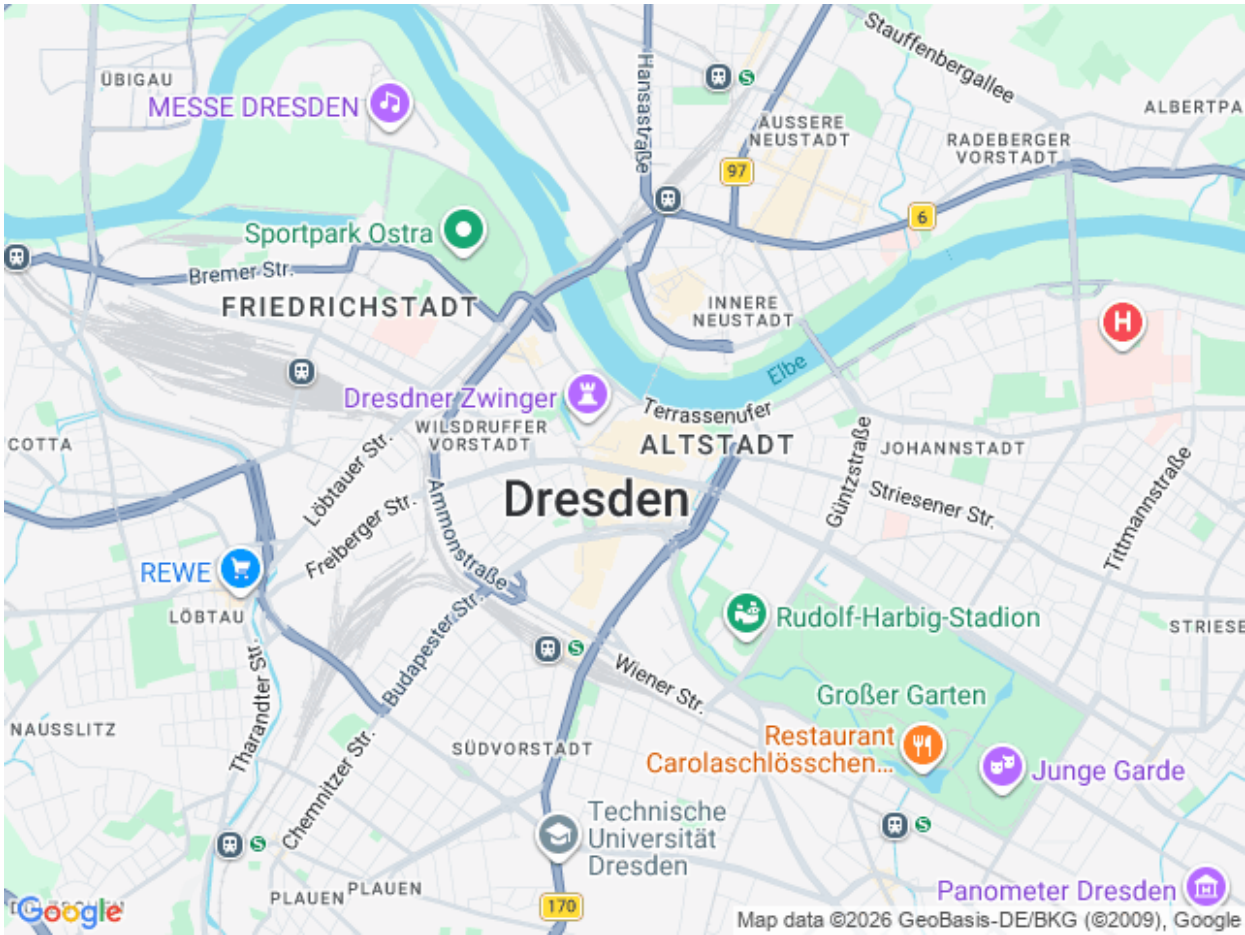 Stauffenbergallee
ÜBIGAU
S
MESSE DRESDEN
Hansastraße
ALBERTPA
ÄUSSERE
NEUSTADT
RADEBERGER
VORSTADT
97
6
Sportpark Ostra
Bremer Str.
FRIEDRICHSTADT
INNERE
NEUSTADT
H
Elbe
Dresdner Zwinger
Terrassenufer
WILSDRUFFER
VORSTADT
ALTSTADT
COTTA
JOHANNSTADT
Löbtauer Str.
Güntzstraße
Tittmannstraße
Dresden
Striesener Str.
Freiberger Str.
Ammonstraße
REWE
LÖBTAU
Rudolf-Harbig-Stadion
STRIESE
Budapester Str.
S
Wiener Str.
Tharandter Str.
Großer Garten
NAUSSLITZ
SÜDVORSTADT
Restaurant
Carolaschlösschen...
Junge Garde
Chemnitzer Str.
Technische
Universität
Dresden
S
S
PLAUEN
PLAUEN
170
Panometer Dresden
Google
Map data ©2026 GeoBasis-DE/BKG (©2009), Google